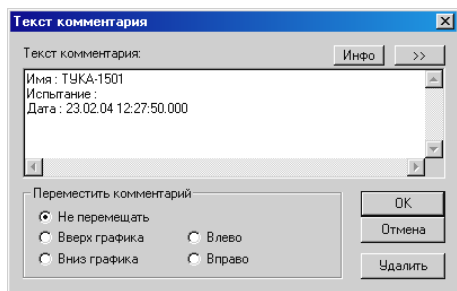 Текст комментария
Текст комментария:
Инфо
>>
Имя : ТУКА-1501
Испытание :
Дата : 23.02.04 12:27:50.000
Переместить комментарий
Не перемещать
Вверх графика
Влево
Вниз графика
Вправо
OK
Отмена
Удалить